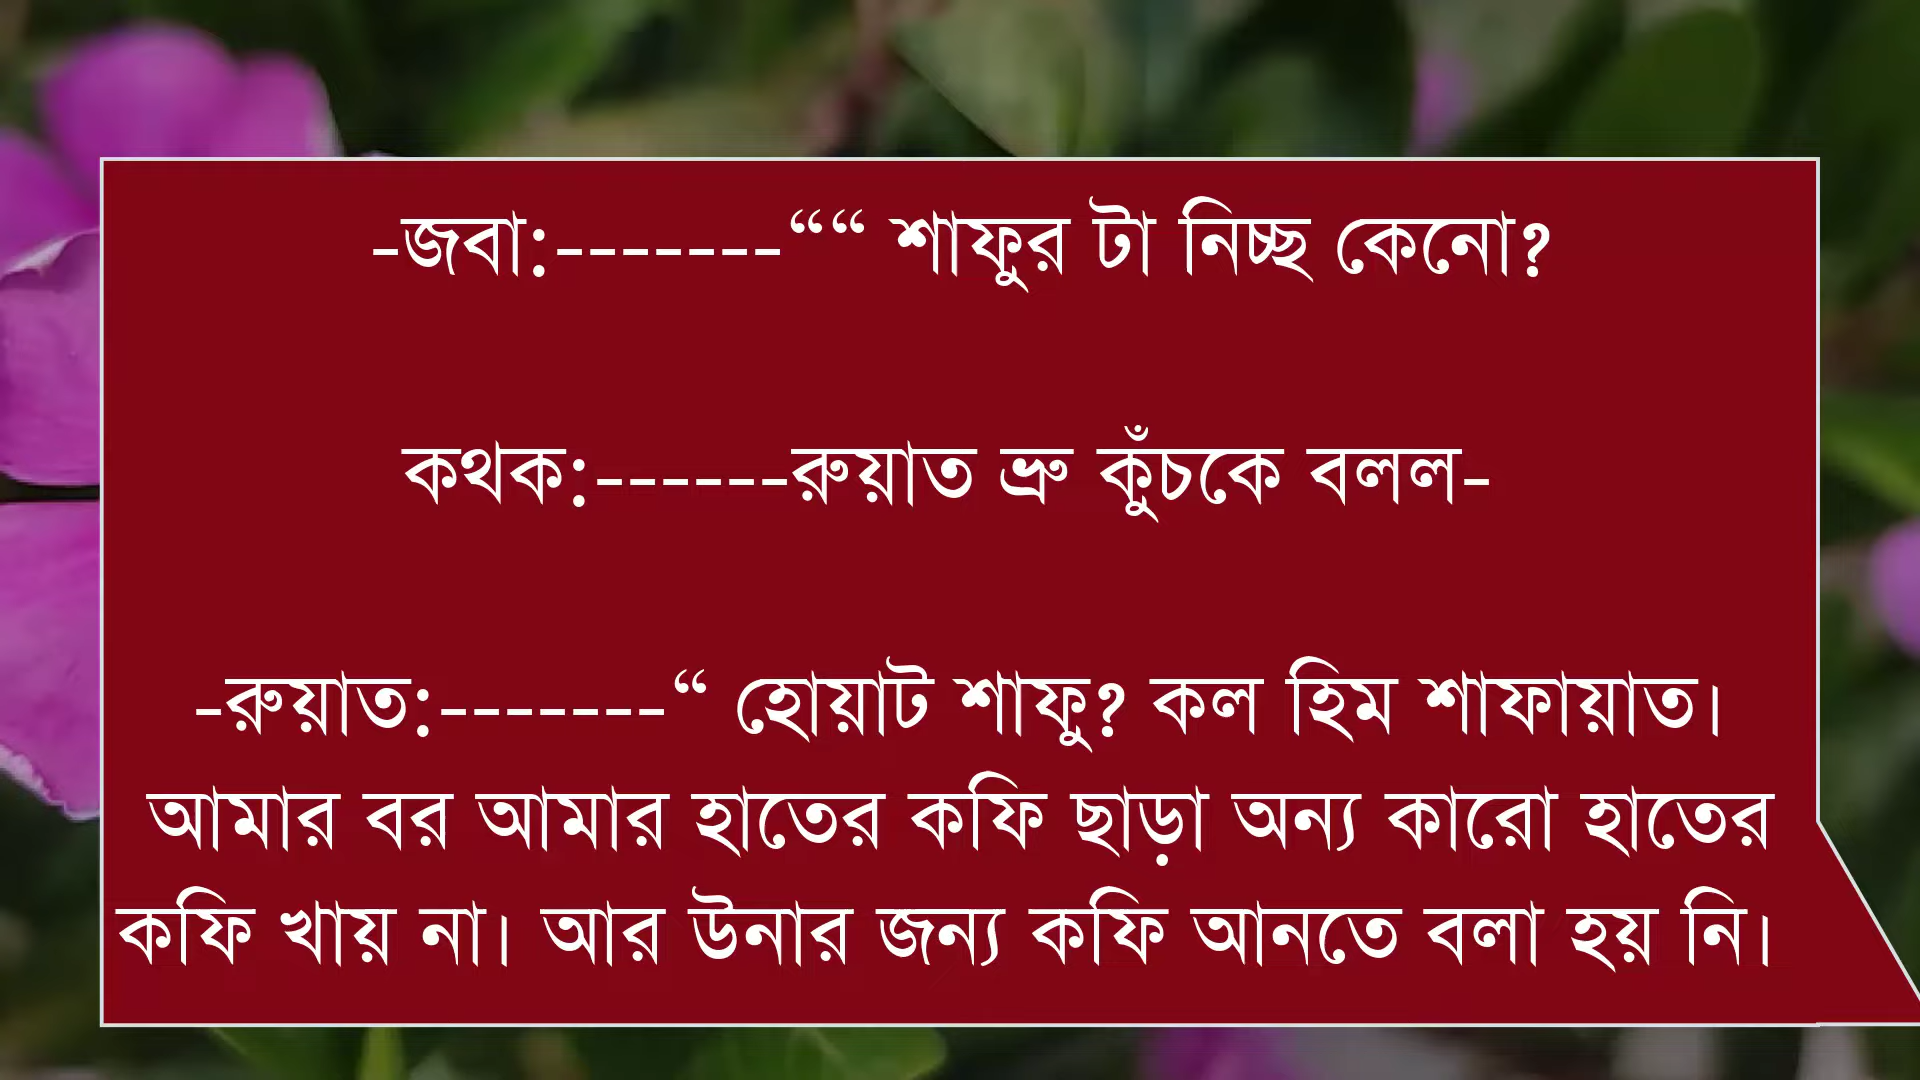 -জবা:-------““ শাফুর টা নিচ্ছ কেনো?
কথক:------রুয়াত ভ্রু কুঁচকে বলল-
-রুয়াত:-------“ হোয়াট শাফু? কল হিম শাফায়াত।
আমার বর আমার হাতের কফি ছাড়া অন্য কারো হাতের
কফি খায় না। আর উনার জন্য কফি আনতে বলা হয় নি।